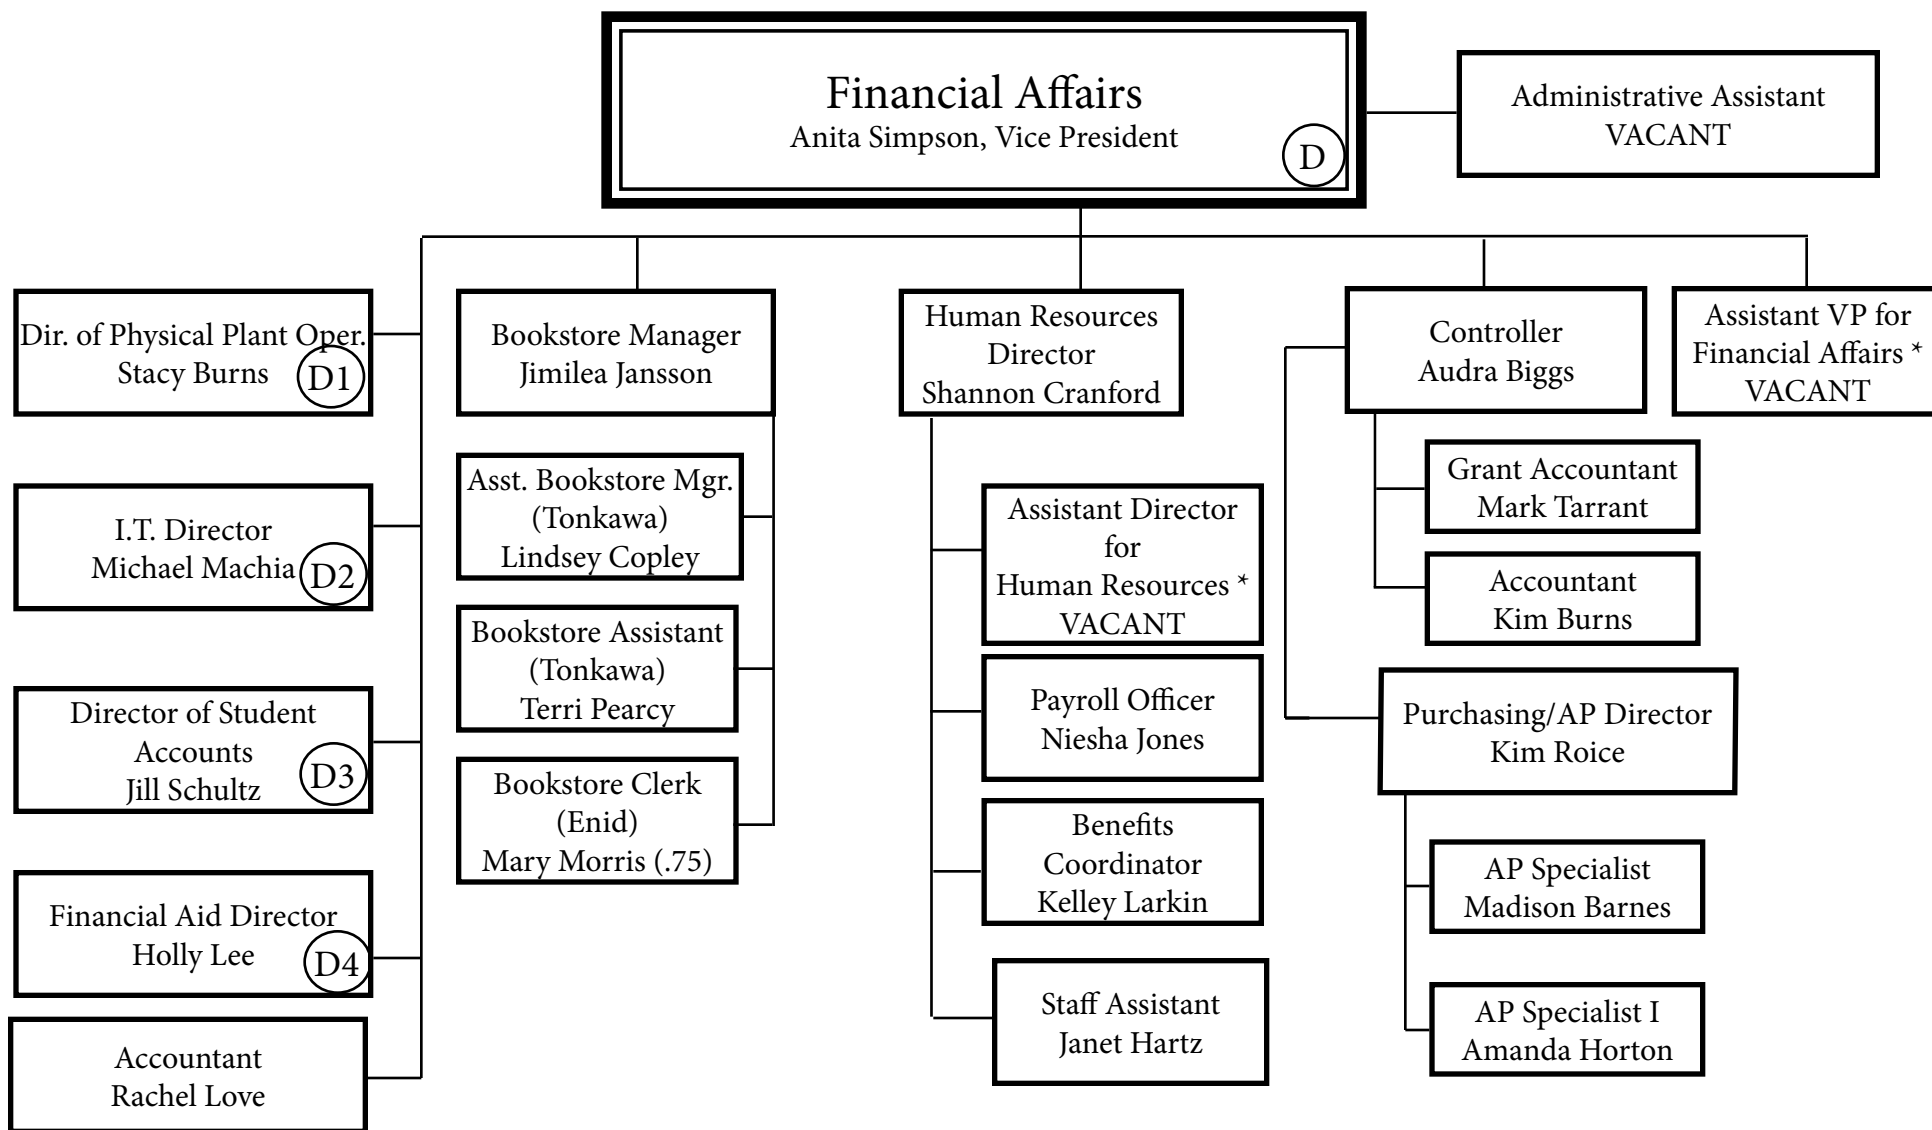 Financial Affairs
Anita Simpson, Vice President
D
Administrative Assistant
VACANT
Dir. of Physical Plant Oper.
Stacy Burns
D1
I.T. Director
Michael Machia
D2
Director of Student
Accounts
Jill Schultz
D3
Financial Aid Director
Holly Lee
D4
Accountant
Rachel Love
Bookstore Manager
Jimilea Jansson
Asst. Bookstore Mgr.
(Tonkawa)
Lindsey Copley
Bookstore Assistant
(Tonkawa)
Terri Pearcy
Bookstore Clerk
(Enid)
Mary Morris (.75)
Human Resources
Director
Shannon Cranford
Assistant Director
for
Human Resources *
VACANT
Payroll Officer
Niesha Jones
Benefits
Coordinator
Kelley Larkin
Staff Assistant
Janet Hartz
Controller
Audra Biggs
Grant Accountant
Mark Tarrant
Accountant
Kim Burns
Purchasing/AP Director
Kim Roice
AP Specialist
Madison Barnes
AP Specialist I
Amanda Horton
Assistant VP for
Financial Affairs *
VACANT